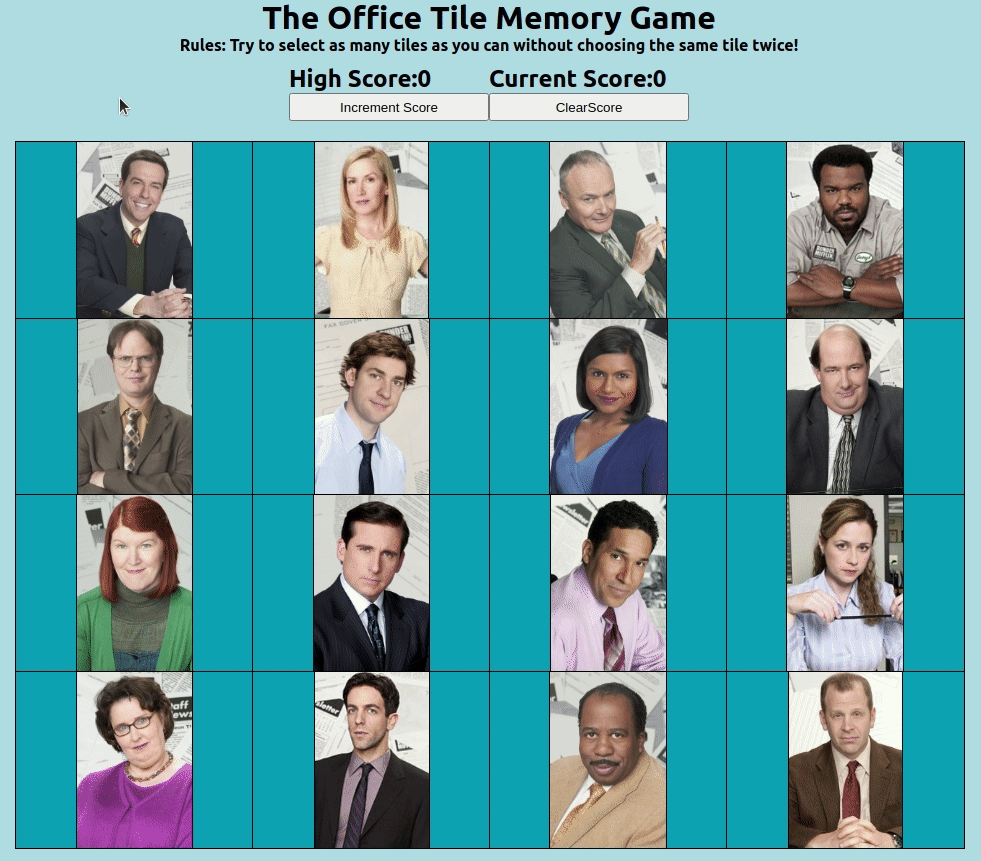 The Office Tile Memory Game
Rules: Try to select as many tiles as you can without choosing the same tile twice!
High Score:0 Current Score:0
Increment Score ClearScore